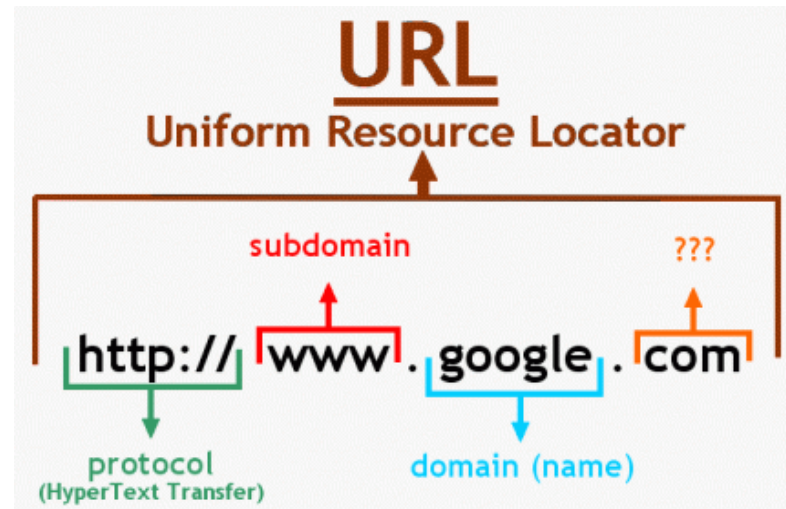 URL
Uniform Resource Locator
subdomain
???
http://www.google.com
protocol
(HyperText Transfer)
domain (name)